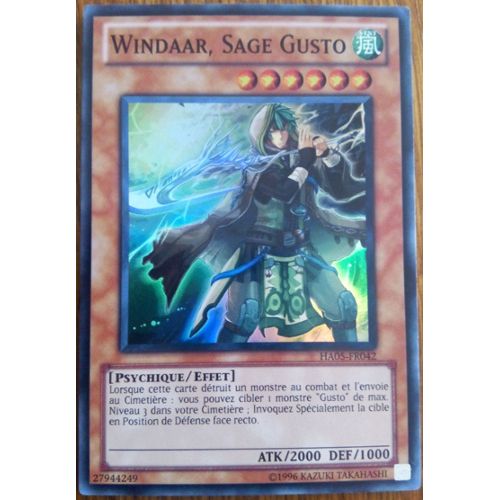 WINDAAR, SAGE GUSTO
風
HA05-FR042
[PSYCHIQUE/EFFET]
Lorsque cette carte détruit un monstre au combat et l'envoie
au Cimetière : vous pouvez cibler 1 monstre "Gusto" de max.
Niveau 3 dans votre Cimetière ; Invoquez Spécialement la cible
en Position de Défense face recto.
ATK/2000 DEF/1000
27944249
©1996 KAZUKI TAKAHASHI